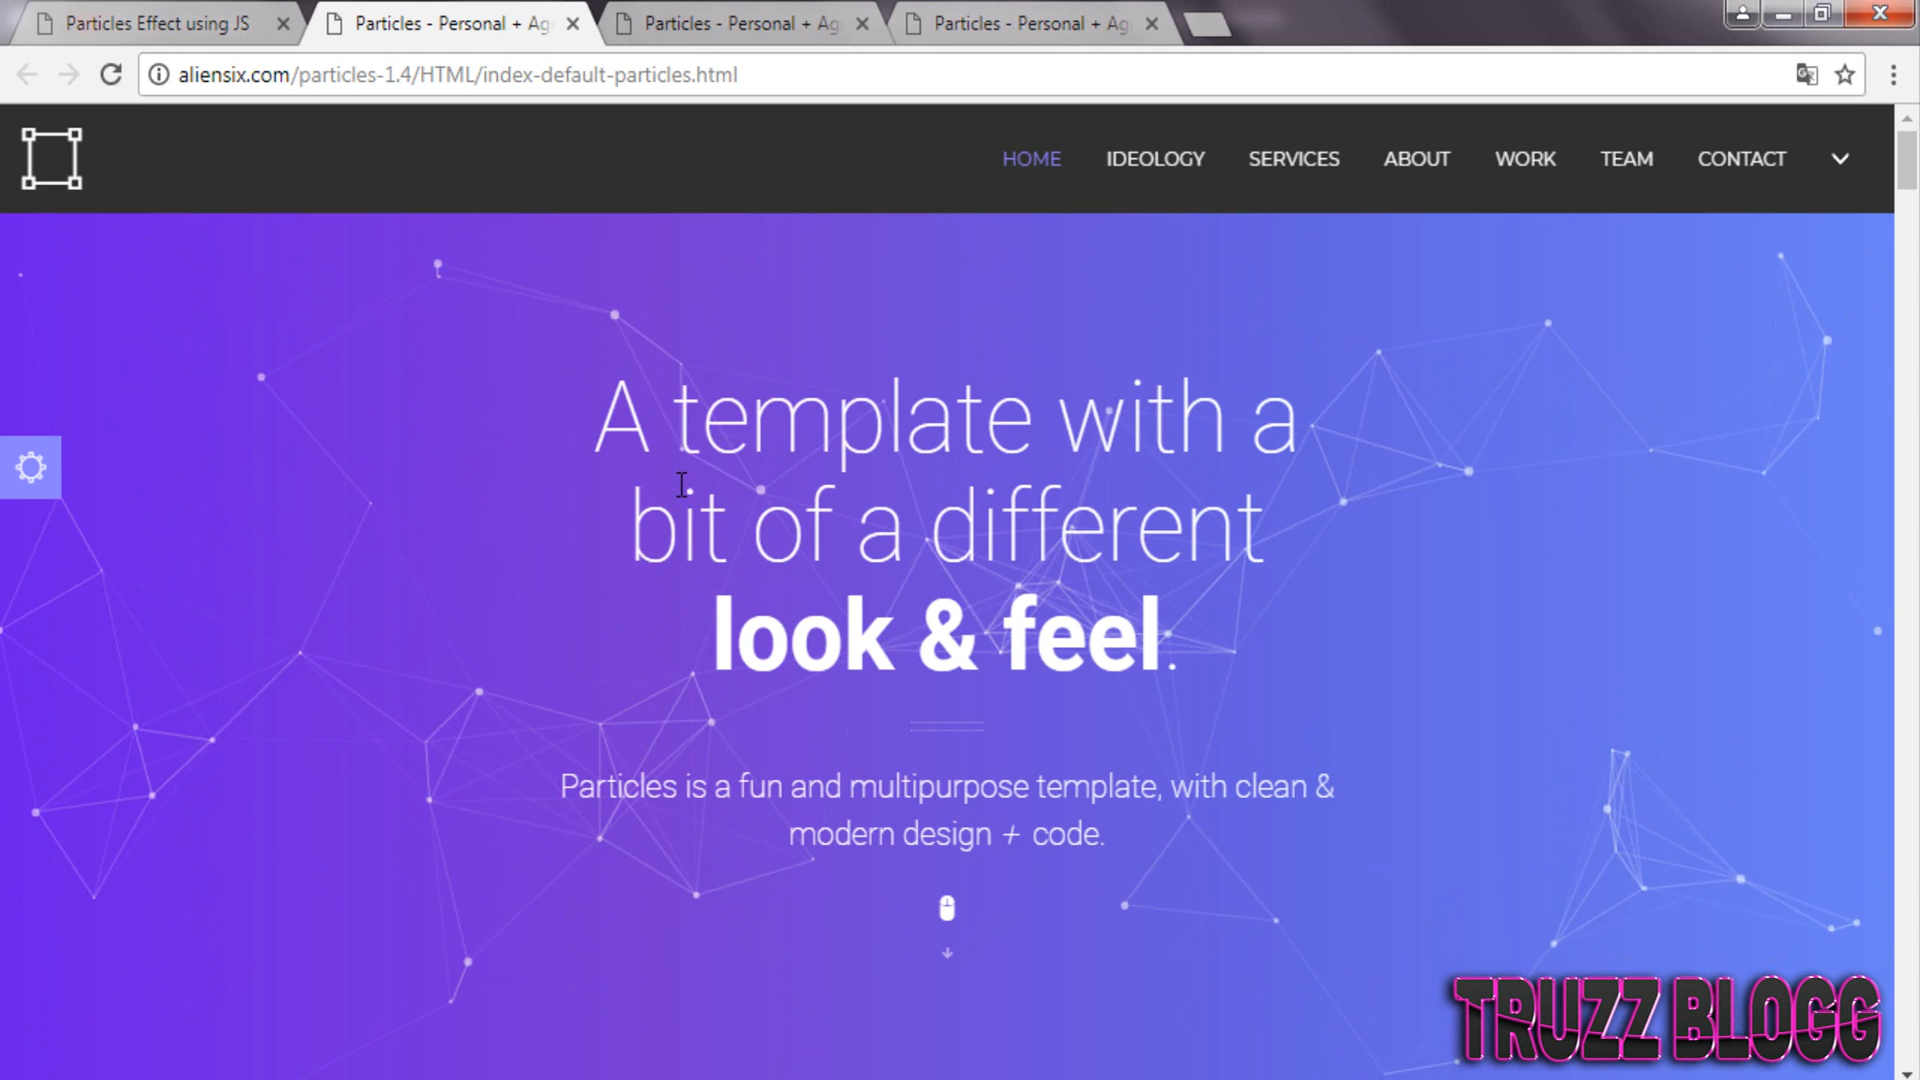 Particles Effect using JS
Particles - Personal + Ag
Particles - Personal + Ag
Particles - Personal + Ag
aliensix.com/particles-1.4/HTML/index-default-particles.html
HOME IDEOLOGY SERVICES ABOUT WORK TEAM CONTACT
A template with a
bit of a different
look & feel.
Particles is a fun and multipurpose template, with clean &
modern design + code.
TRUZZ BLOGG